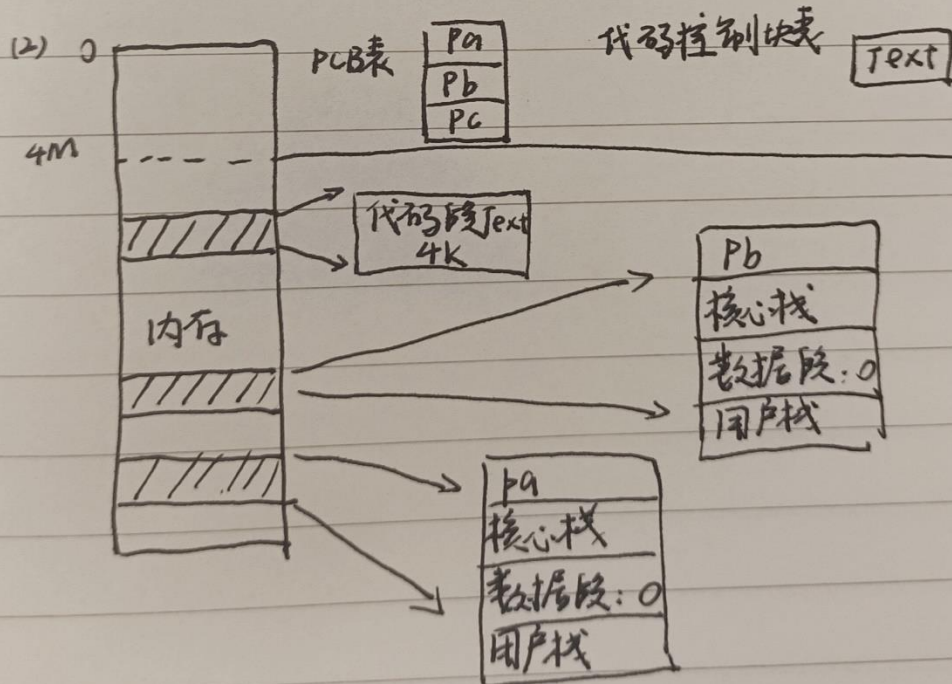 (2) 0
PCB表
Pa
Pb
Pc
代码控制块表
Text
4M
代码段Text
4K
内存
Pb
核心栈
数据段:0
用户栈
Pa
核心栈
数据段:0
用户栈